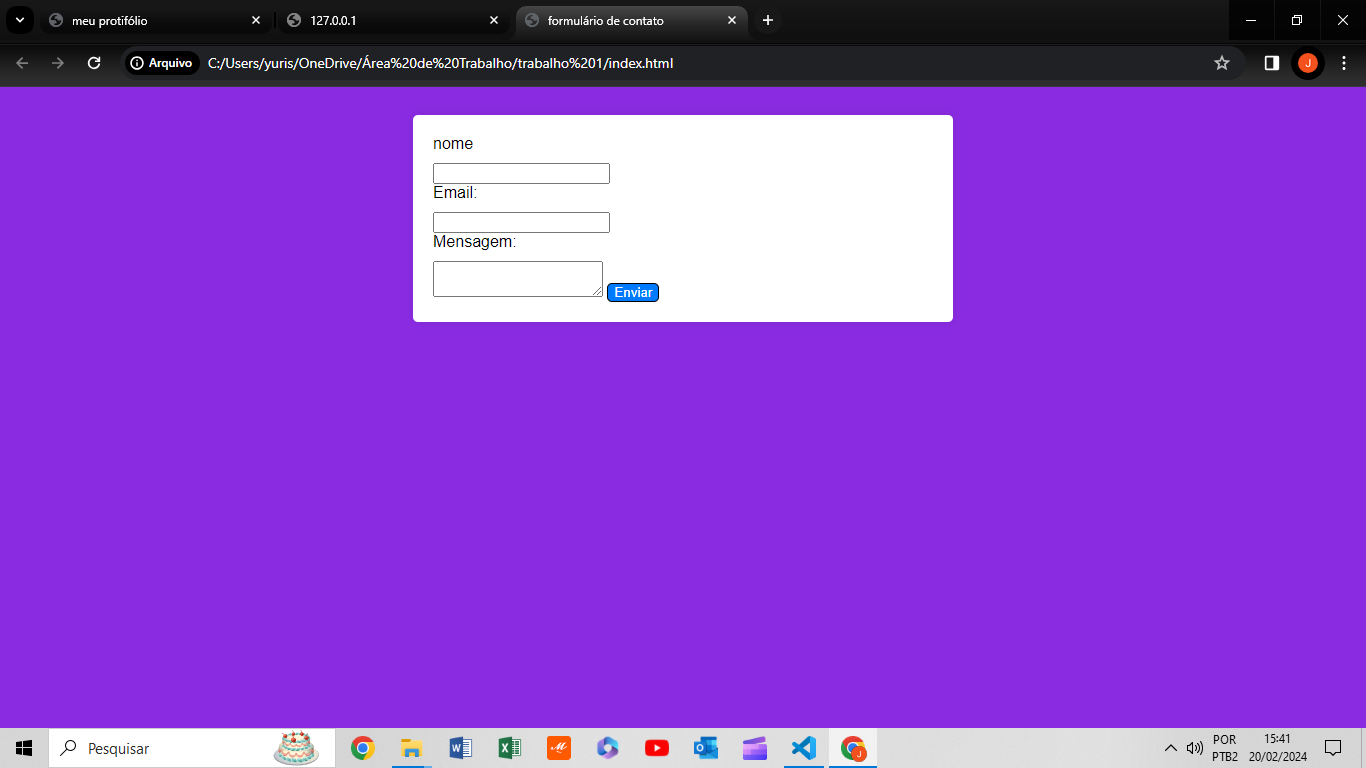 meu protifólio
127.0.0.1
formulário de contato
Arquivo
C:/Users/yuris/OneDrive/Área%20de%20Trabalho/trabalho%201/index.html
J
nome
Email:
Mensagem:
Enviar
Pesquisar
J
POR
PTB2
15:41
20/02/2024